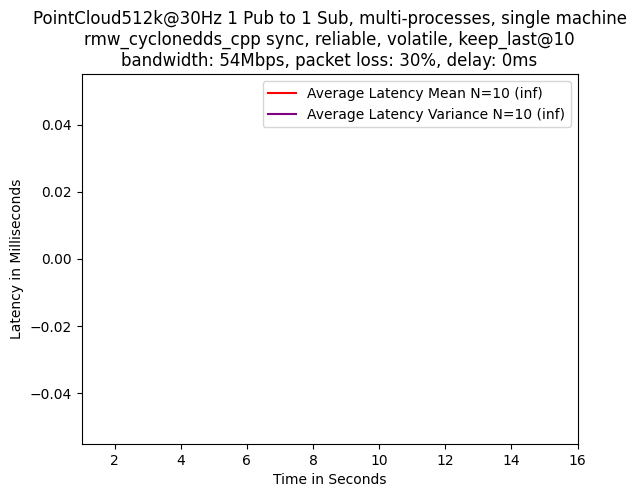 PointCloud512k@30Hz 1 Pub to 1 Sub, multi-processes, single machine
rmw_cyclonedds_cpp sync, reliable, volatile, keep_last@10
bandwidth: 54Mbps, packet loss: 30%, delay: 0ms
Average Latency Mean N=10 (inf)
Average Latency Variance N=10 (inf)
Latency in Milliseconds
0.04
0.02
0.00
−0.02
−0.04
2 4 6 8 10 12 14 16
Time in Seconds